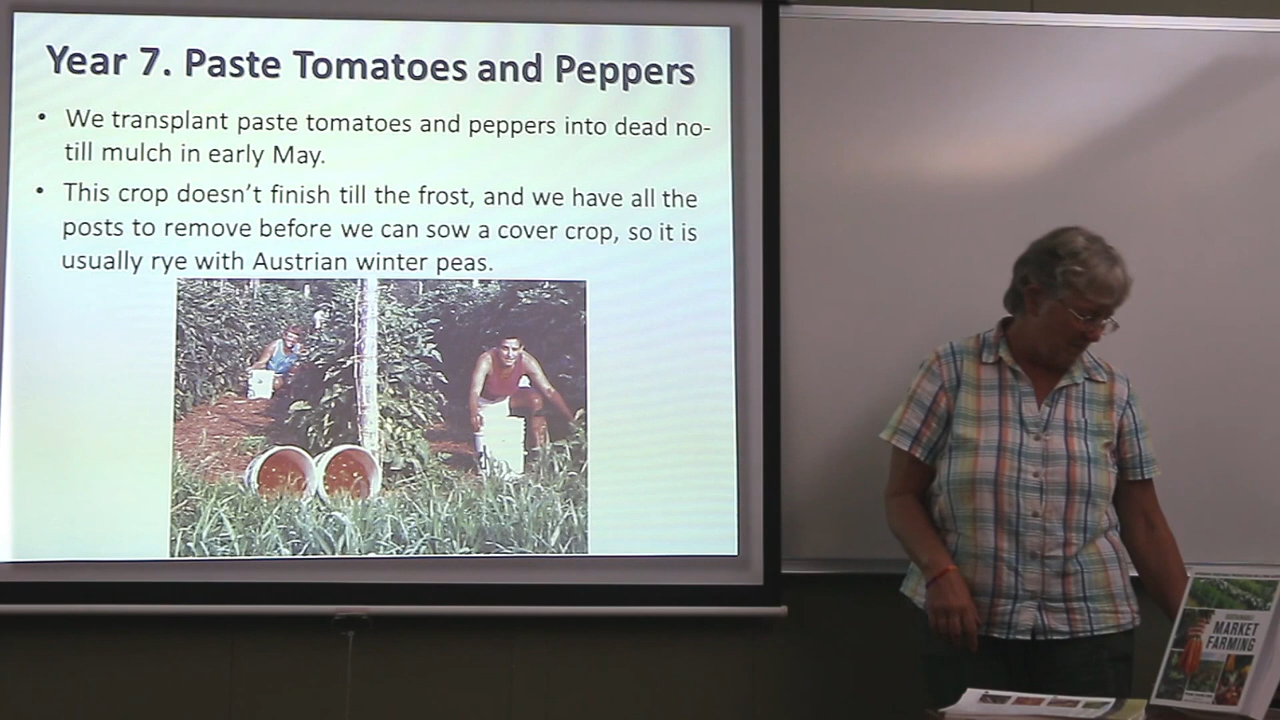 Year 7. Paste Tomatoes and Peppers
• We transplant paste tomatoes and peppers into dead no-
till mulch in early May.
• This crop doesn't finish till the frost, and we have all the
posts to remove before we can sow a cover crop, so it is
usually rye with Austrian winter peas.
SUSTAINABLE
MARKET
FARMING